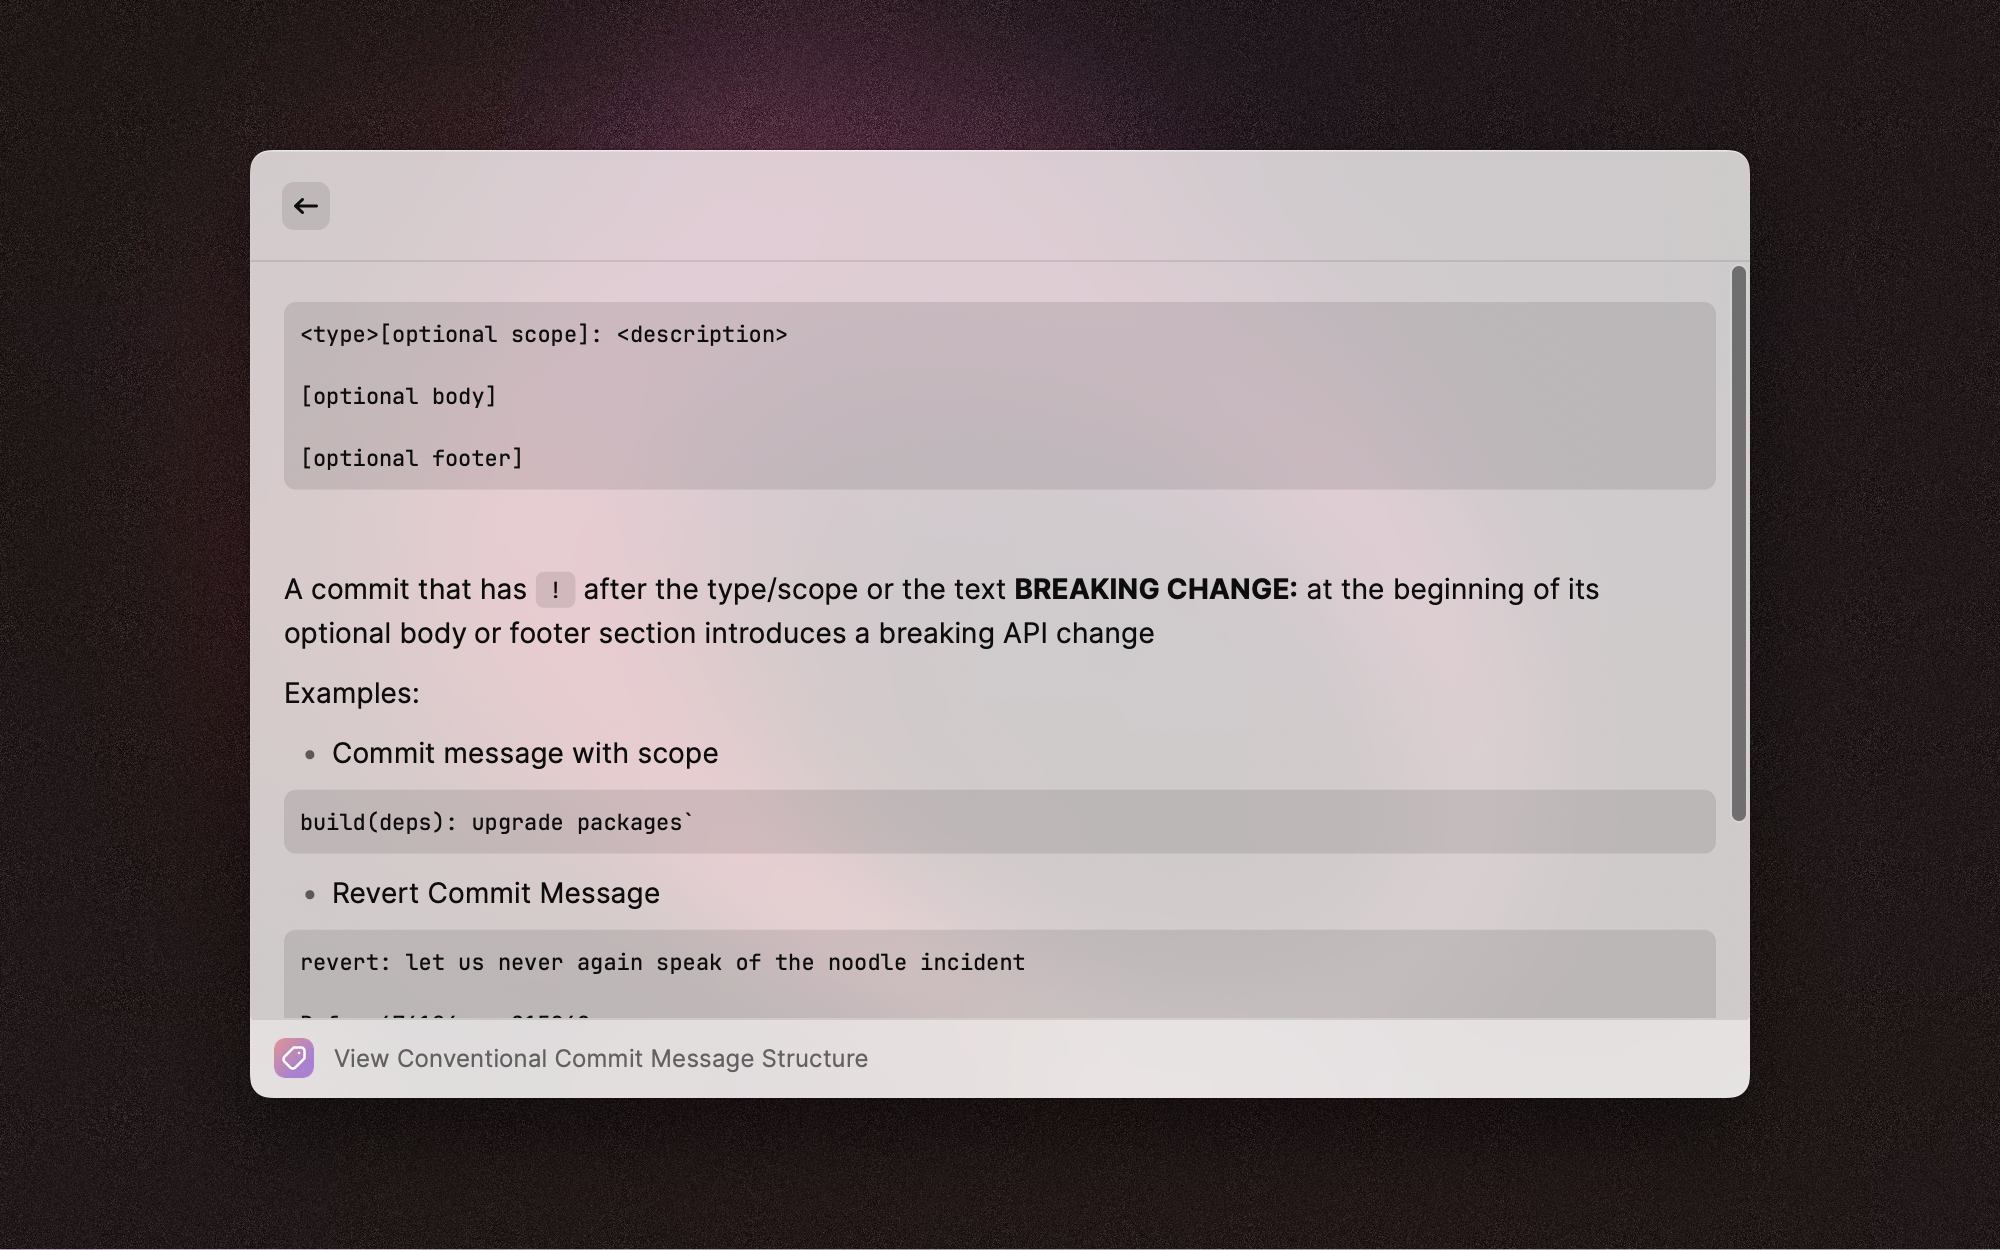 <type>[optional scope]: <description>
[optional body]
[optional footer]
A commit that has ! after the type/scope or the text BREAKING CHANGE: at the beginning of its
optional body or footer section introduces a breaking API change
Examples:
Commit message with scope
build(deps): upgrade packages`
Revert Commit Message
revert: let us never again speak of the noodle incident
View Conventional Commit Message Structure